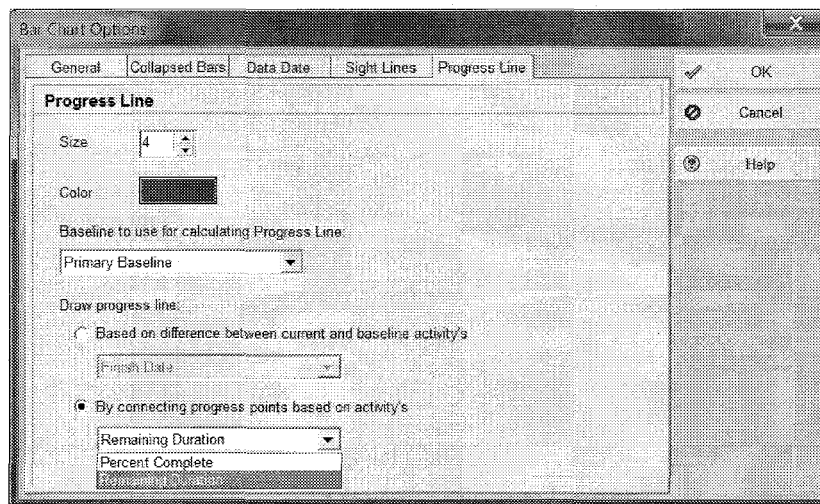 Bar Chart Options
General Collapsed Bars Data Date Sight Lines Progress Line
OK
Progress Line
Cancel
Size 4
Help
Color
Baseline to use for calculating Progress Line:
Primary Baseline
Draw progress line:
Based on difference between current and baseline activity's
Finish Date
By connecting progress points based on activity's
Remaining Duration
Percent Complete
Remaining Duration